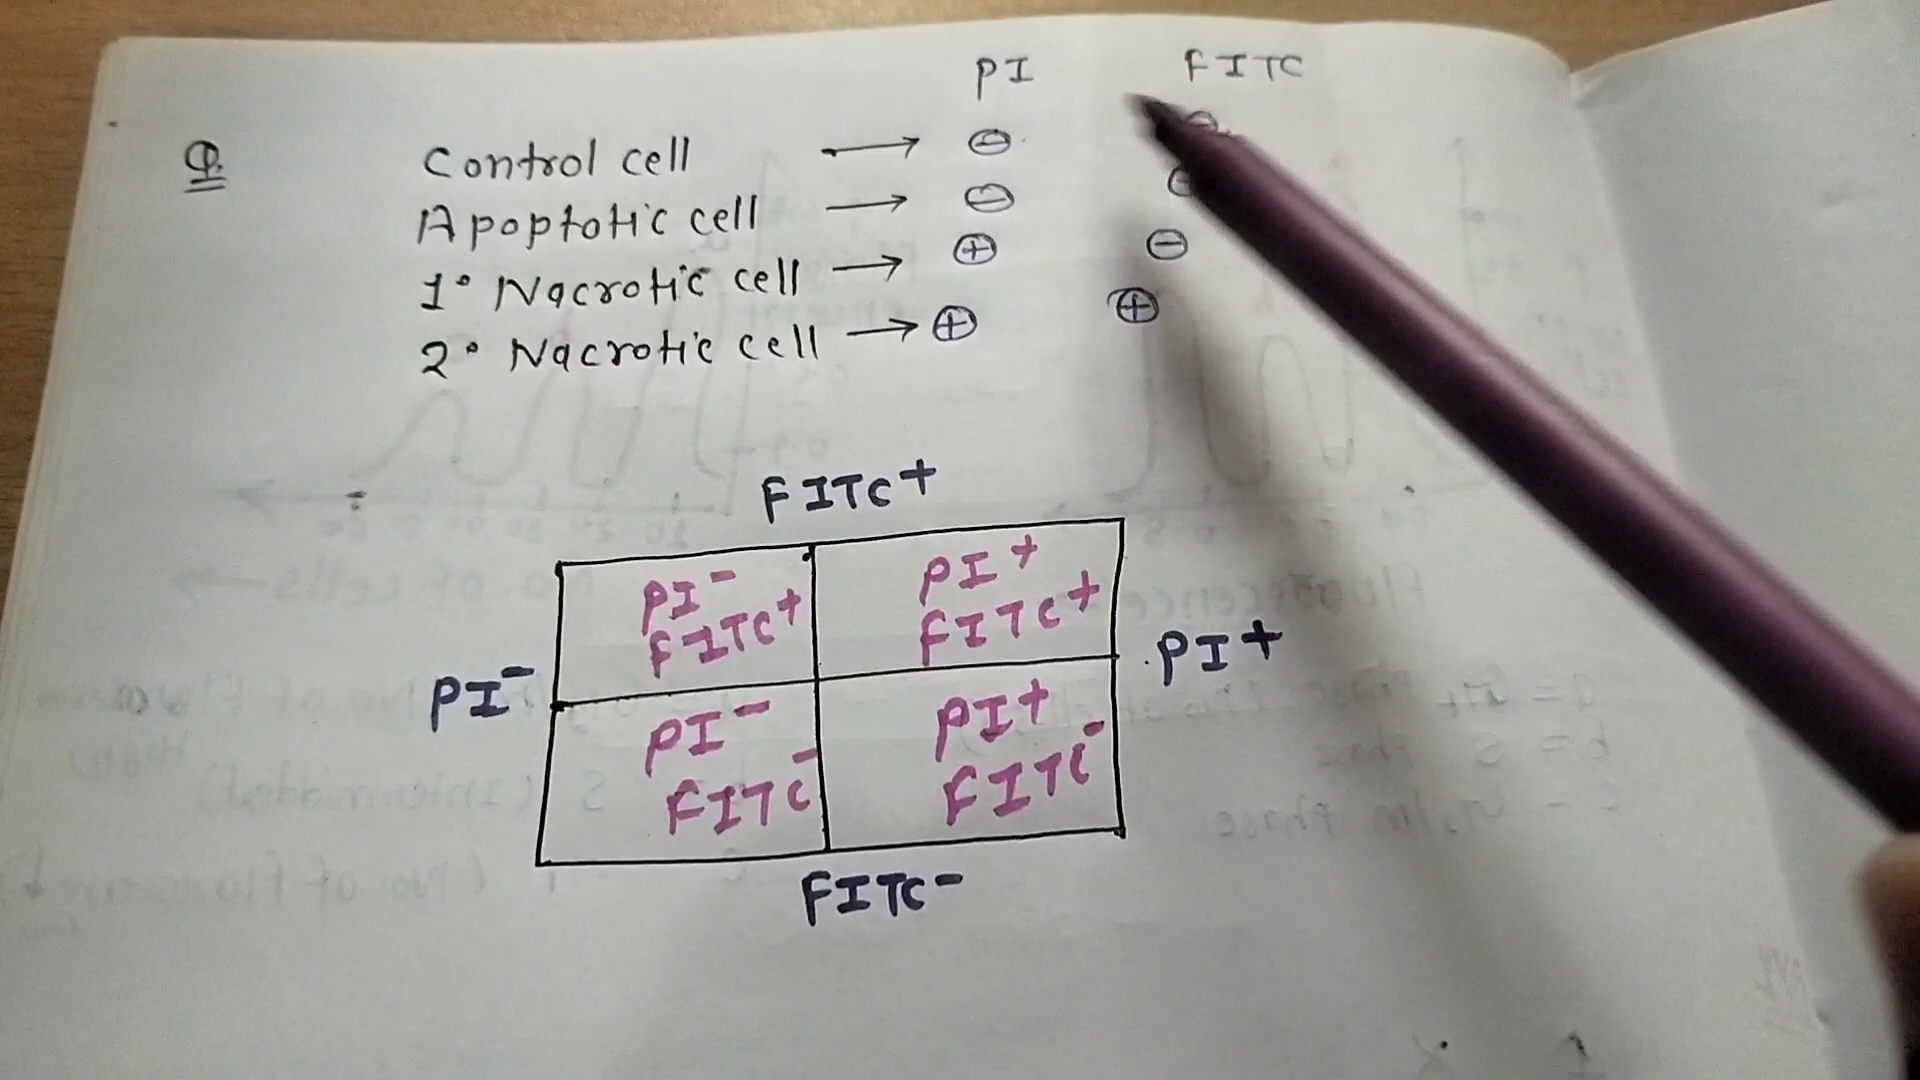 PI FITC
Q. Control cell → ⊖ ⊖
Apoptotic cell → ⊖
1° Nacrotic cell → ⊕ ⊖
2° Nacrotic cell → ⊕ ⊕
FITC+
PI- FITC+
PI+ FITC+
PI-
PI+
PI- FITC-
PI+ FITC-
FITC-